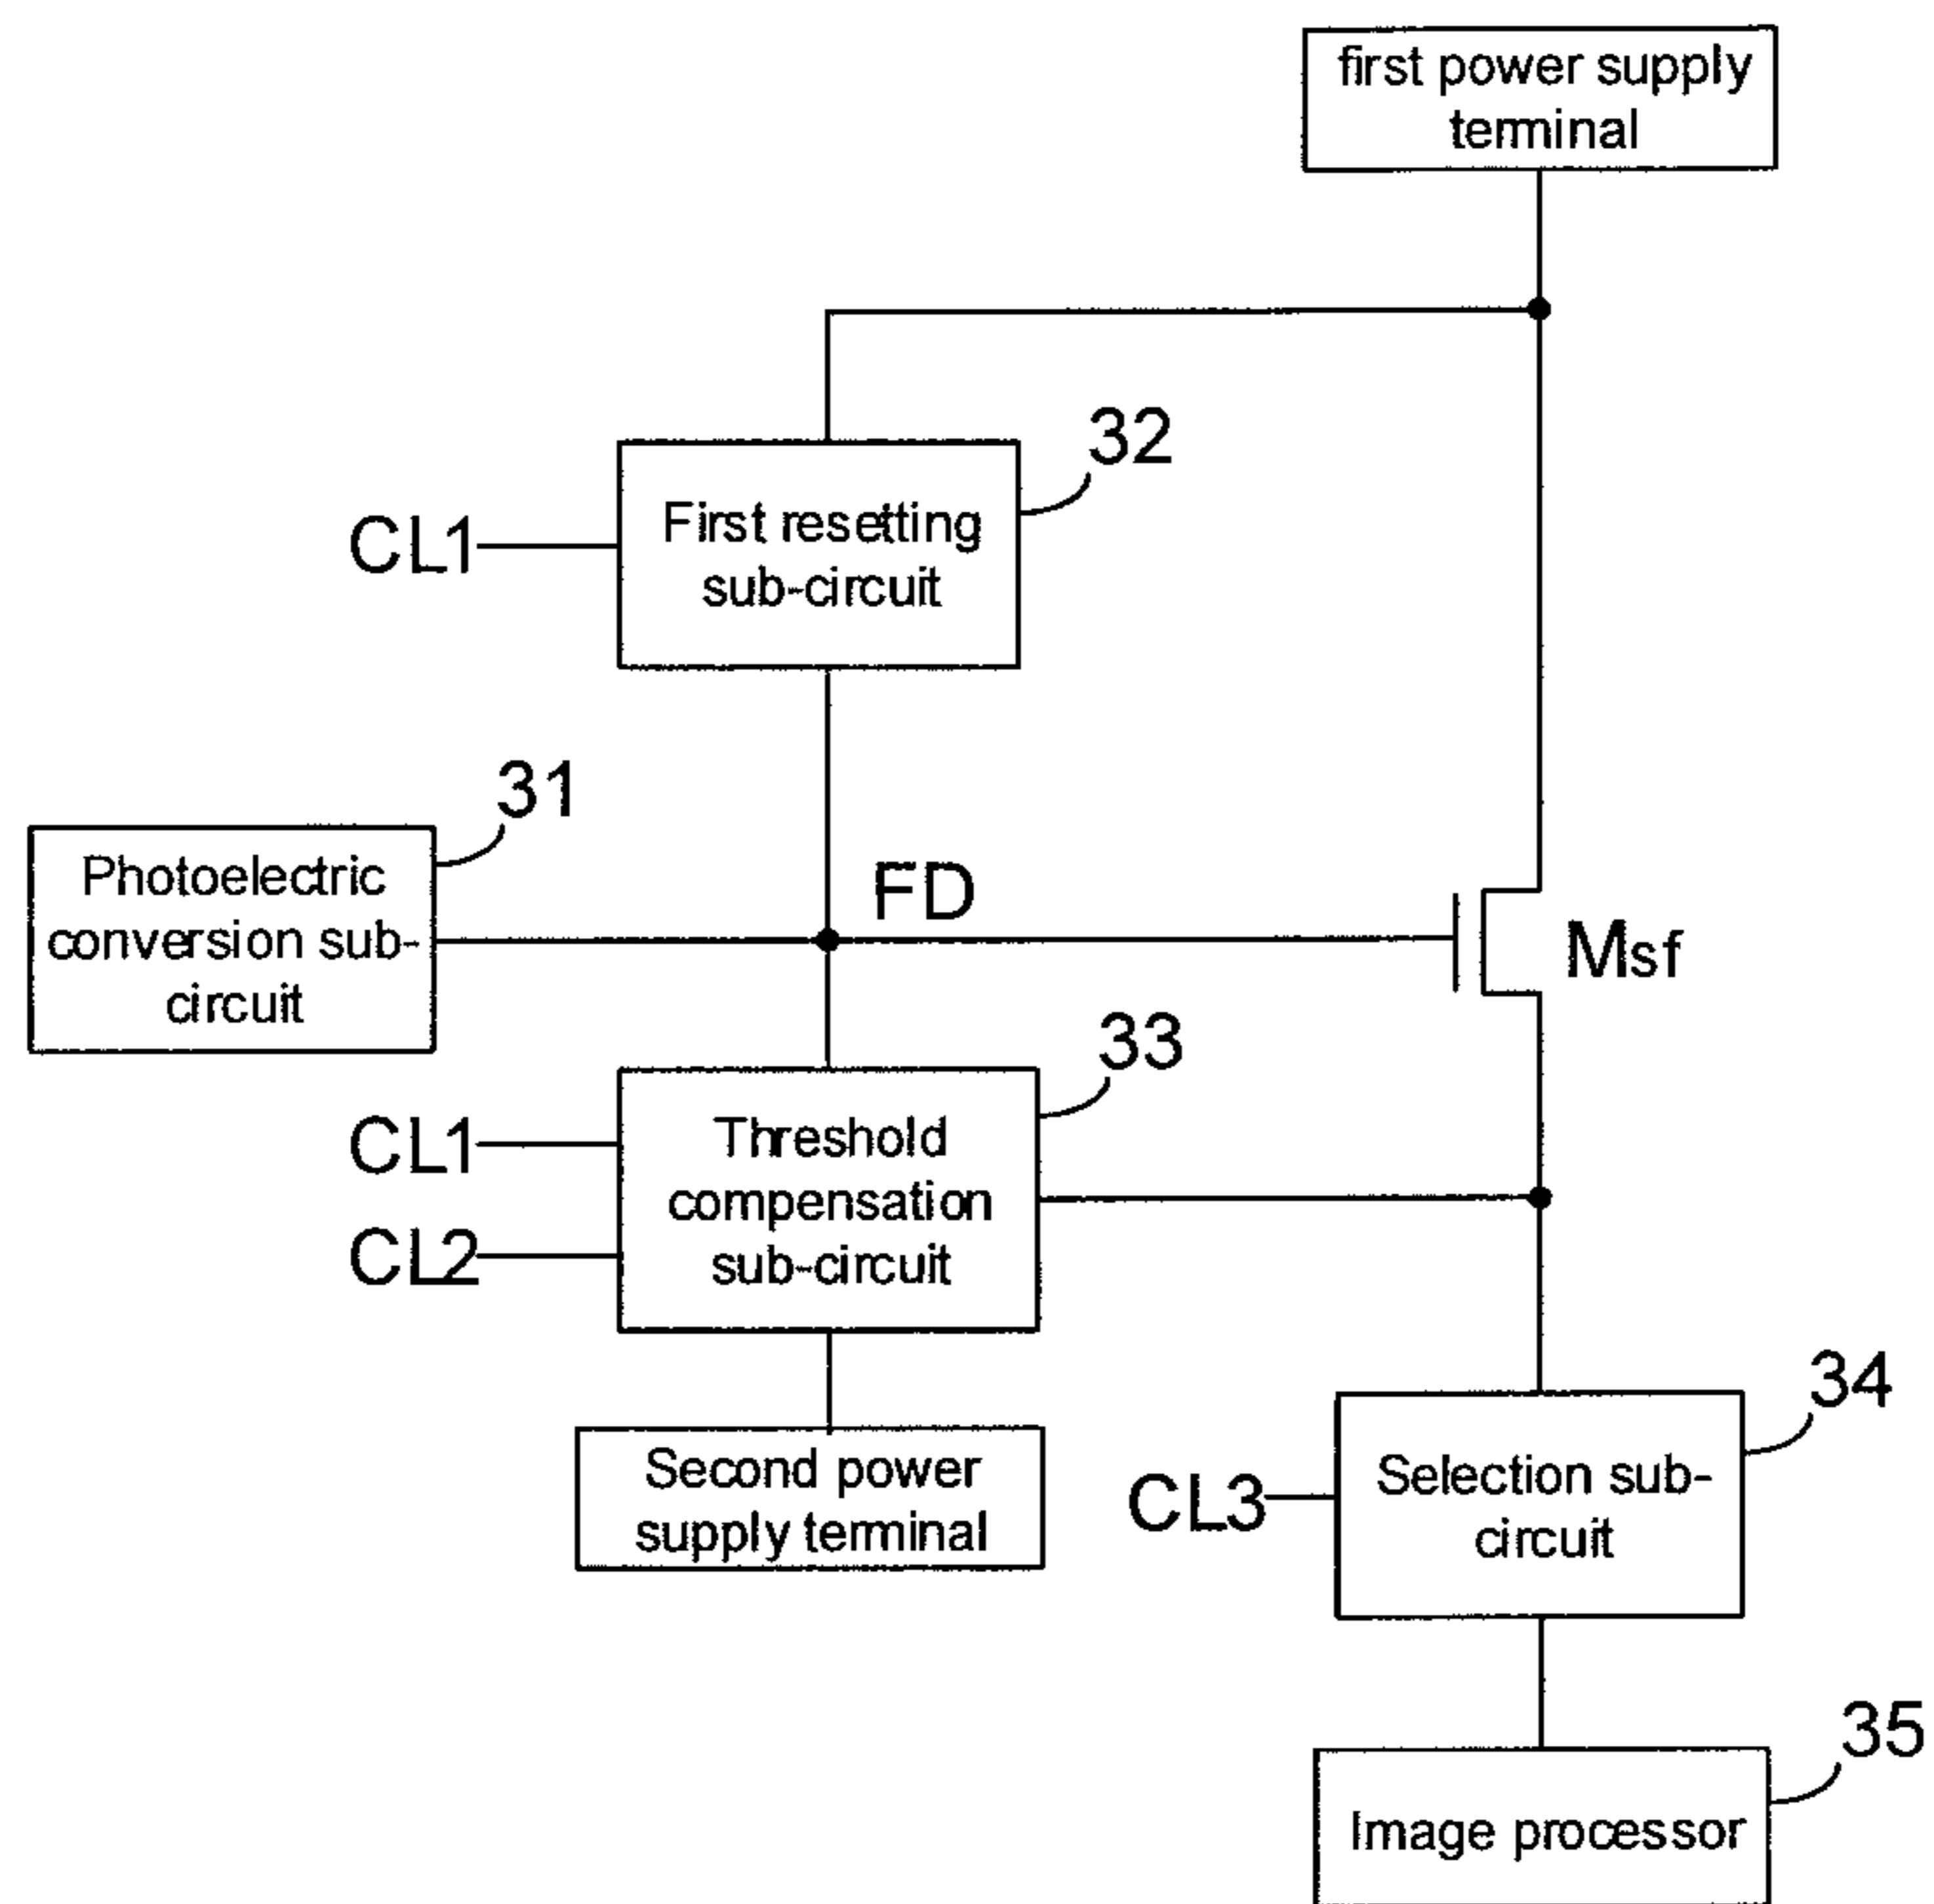 first power supply
terminal
32
First resetting
sub-circuit
CL1
31
Photoelectric
conversion sub-
circuit
FD
Msf
33
CL1
Threshold
compensation
sub-circuit
CL2
34
Second power
supply terminal
CL3
Selection sub-
circuit
35
Image processor